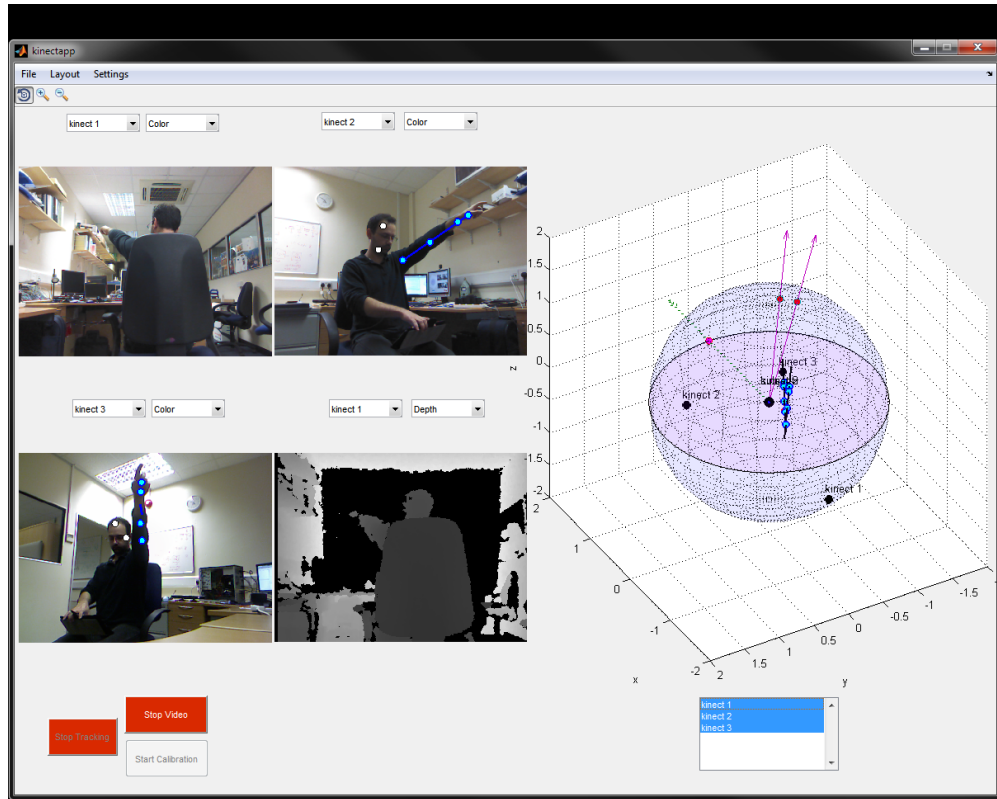 kinectapp
File Layout Settings
kinect 1 Color
kinect 2 Color
kinect 3 Color
kinect 1 Depth
2
1.5
1
0.5
0
-0.5
-1
-1.5
-2
z
kinect 3
kinect 2
kinect 1
2
1
0
-1
-2
x
2
1.5
1
0.5
0
-0.5
-1
-1.5
y
Stop Tracking
Stop Video
Start Calibration
kinect 1
kinect 2
kinect 3